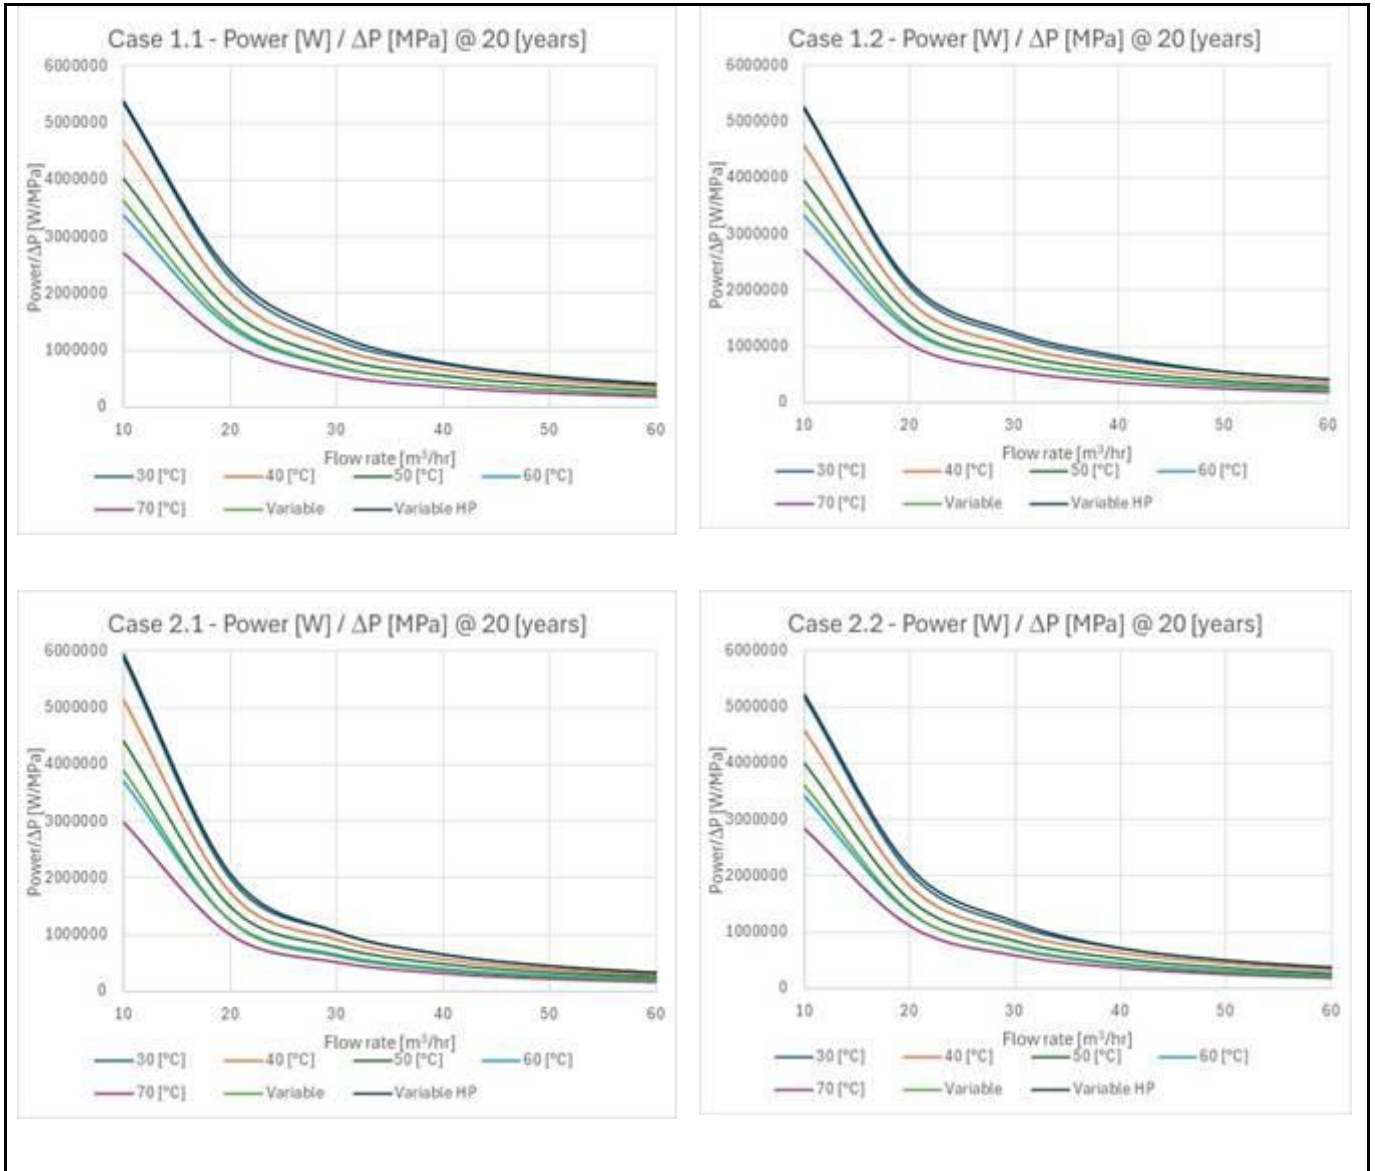 Case 1.1 - Power [W] / ΔP [MPa] @ 20 [years]
6000000
5000000
4000000
3000000
2000000
1000000
0
Power/ΔP [W/MPa]
10 20 30 40 50 60
Flow rate [m³/hr]
30 [°C] 40 [°C] 50 [°C] 60 [°C]
70 [°C] Variable Variable HP
Case 1.2 - Power [W] / ΔP [MPa] @ 20 [years]
6000000
5000000
4000000
3000000
2000000
1000000
0
Power/ΔP [W/MPa]
10 20 30 40 50 60
Flow rate [m³/hr]
30 [°C] 40 [°C] 50 [°C] 60 [°C]
70 [°C] Variable Variable HP
Case 2.1 - Power [W] / ΔP [MPa] @ 20 [years]
6000000
5000000
4000000
3000000
2000000
1000000
0
Power/ΔP [W/MPa]
10 20 30 40 50 60
Flow rate [m³/hr]
30 [°C] 40 [°C] 50 [°C] 60 [°C]
70 [°C] Variable Variable HP
Case 2.2 - Power [W] / ΔP [MPa] @ 20 [years]
6000000
5000000
4000000
3000000
2000000
1000000
0
Power/ΔP [W/MPa]
10 20 30 40 50 60
Flow rate [m³/hr]
30 [°C] 40 [°C] 50 [°C] 60 [°C]
70 [°C] Variable Variable HP